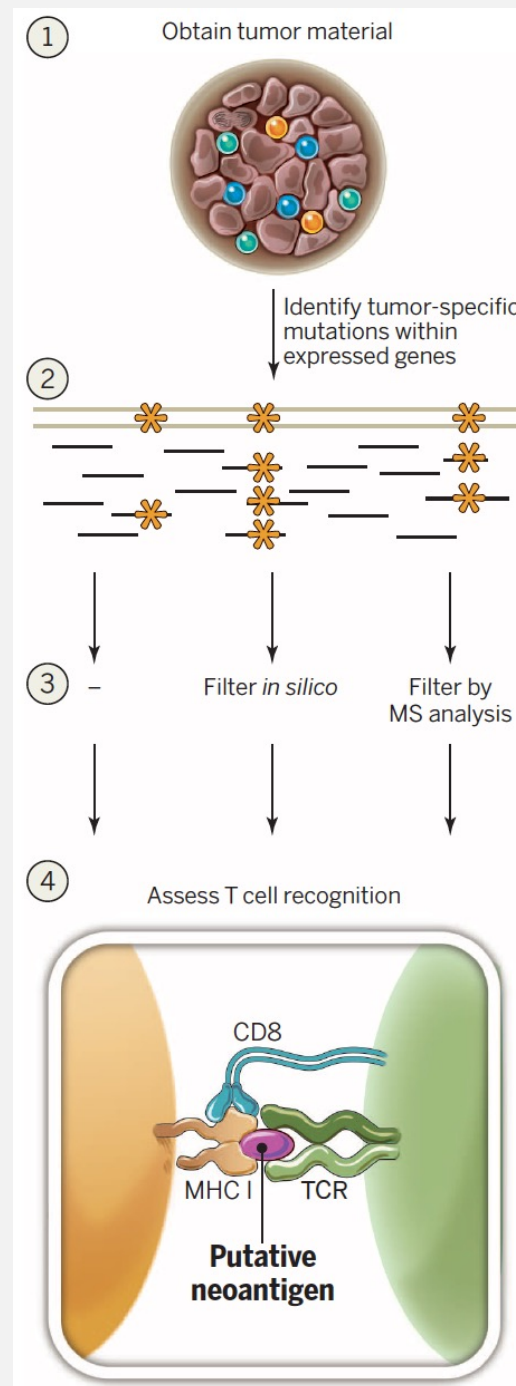 1
Obtain tumor material
Identify tumor-specific
mutations within
expressed genes
2
3
–
Filter in silico
Filter by
MS analysis
4
Assess T cell recognition
CD8
MHC I
TCR
Putative
neoantigen